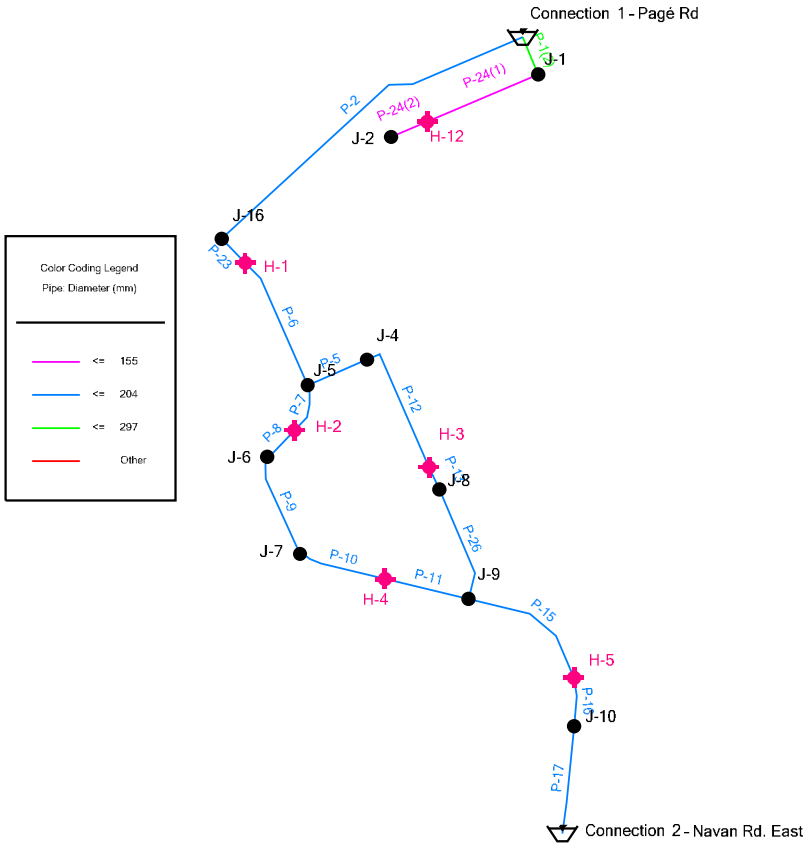 Connection 1 - Pagé Rd
J-1
P-24(1)
P-2
P-24(2)
J-2
H-12
J-16
P-23
H-1
Color Coding Legend
Pipe: Diameter (mm)
<= 155
<= 204
<= 297
Other
P-6
J-4
P-5
J-5
P-7
P-12
P-8
H-2
H-3
J-6
J-8
P-9
P-26
J-7
P-10
P-11
J-9
H-4
P-15
H-5
P-16
J-10
P-17
Connection 2 - Navan Rd. East